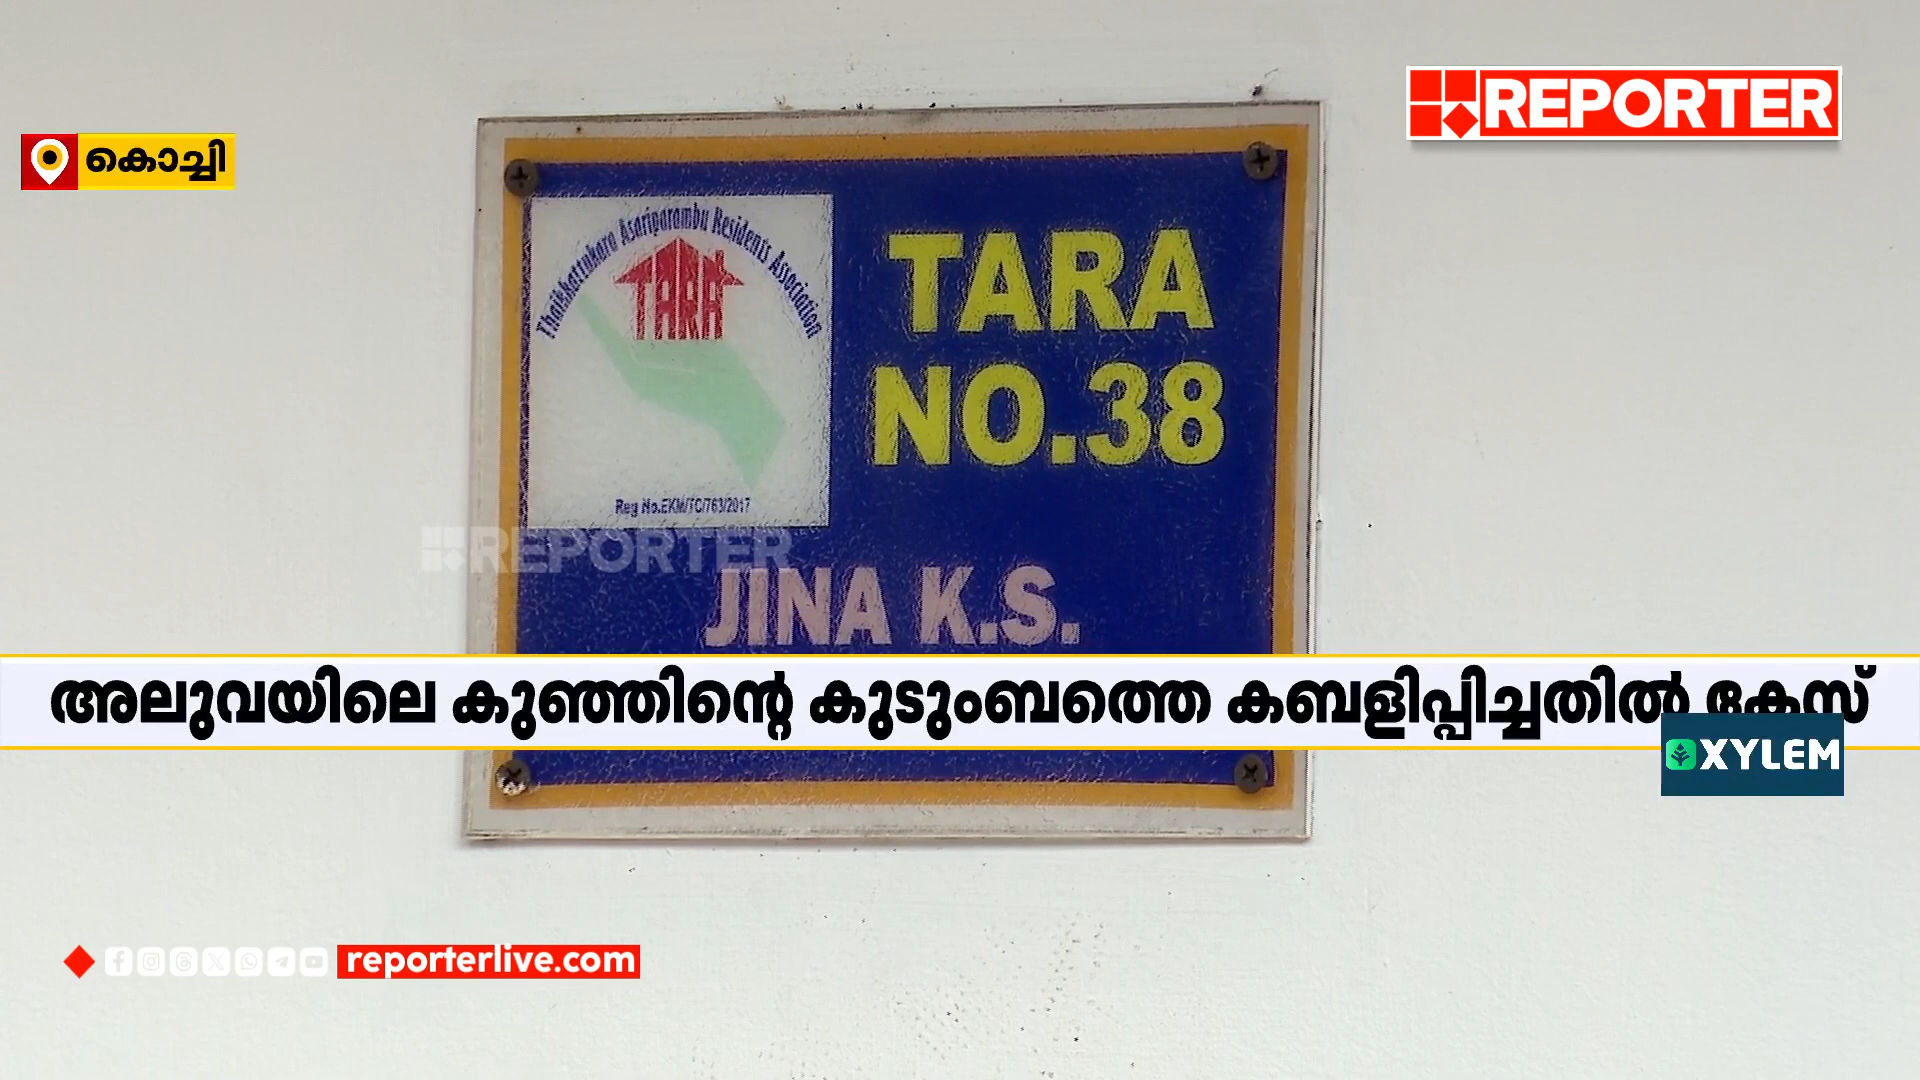 REPORTER
കൊച്ചി
Thaikkattukara Asariparambu Residents Association
TARA
TARA
NO.38
Reg No.EKM/TC/763/2017
REPORTER
JINA K.S.
അലുവയിലെ കുഞ്ഞിന്റെ കുടുംബത്തെ കബളിപ്പിച്ചതിൽ കേസ്
XYLEM
reporterlive.com